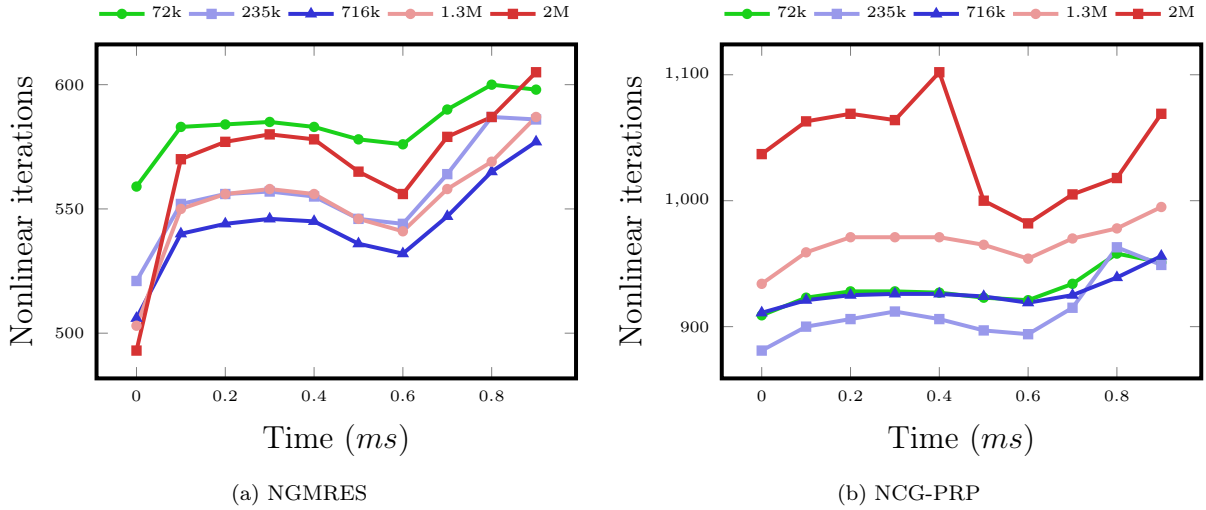 72k 235k 716k 1.3M 2M
600
550
500
Nonlinear iterations
0 0.2 0.4 0.6 0.8
Time (ms)
(a) NGMRES
72k 235k 716k 1.3M 2M
1,100
1,000
900
Nonlinear iterations
0 0.2 0.4 0.6 0.8
Time (ms)
(b) NCG-PRP